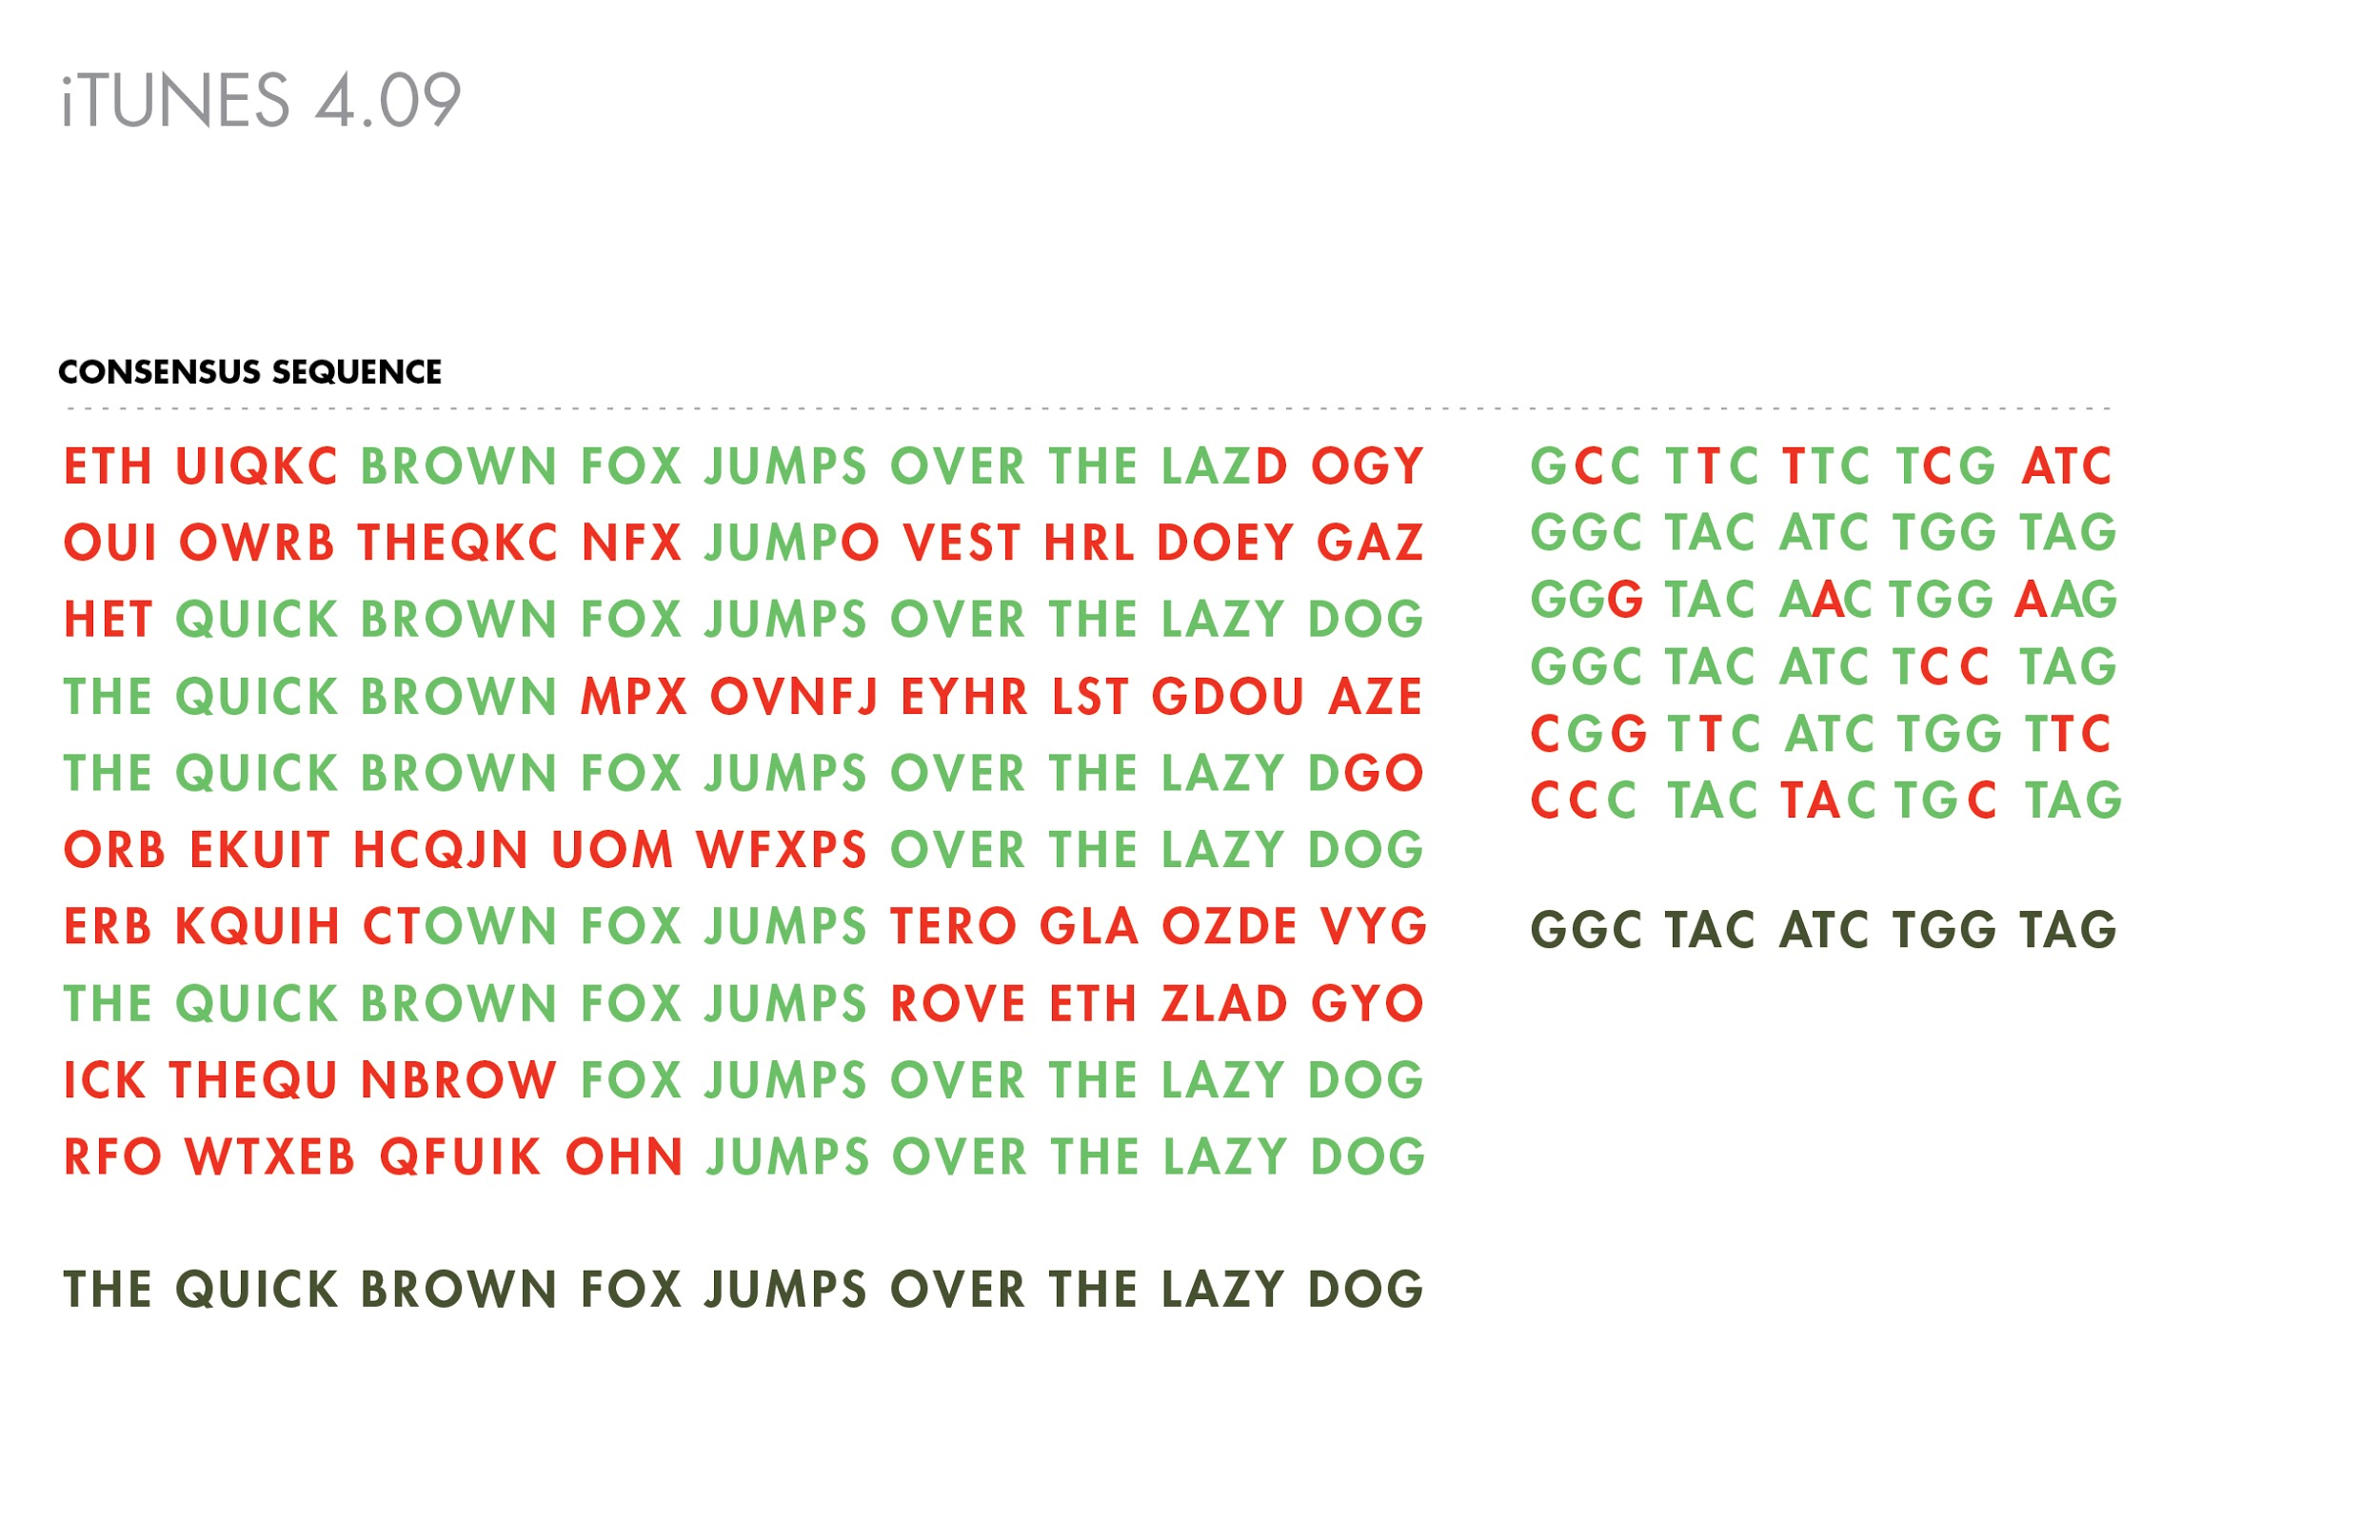 iTUNES 4.09
CONSENSUS SEQUENCE
ETH UIQKC BROWN FOX JUMPS OVER THE LAZD OGY
OUI OWRB THEQKC NFX JUMPO VEST HRL DOEY GAZ
HET QUICK BROWN FOX JUMPS OVER THE LAZY DOG
THE QUICK BROWN MPX OVNFJ EYHR LST GDOU AZE
THE QUICK BROWN FOX JUMPS OVER THE LAZY DGO
ORB EKUIT HCQJN UOM WFXPS OVER THE LAZY DOG
ERB KQUIH CTOWN FOX JUMPS TERO GLA OZDE VYG
THE QUICK BROWN FOX JUMPS ROVE ETH ZLAD GYO
ICK THEQU NBROW FOX JUMPS OVER THE LAZY DOG
RFO WTXEB QFUIK OHN JUMPS OVER THE LAZY DOG
THE QUICK BROWN FOX JUMPS OVER THE LAZY DOG
GCC TTC TTC TCG ATC
GGC TAC ATC TGG TAG
GGG TAC AAC TGG AAG
GGC TAC ATC TCC TAG
CGG TTC ATC TGG TTC
CCC TAC TAC TGC TAG
GGC TAC ATC TGG TAG